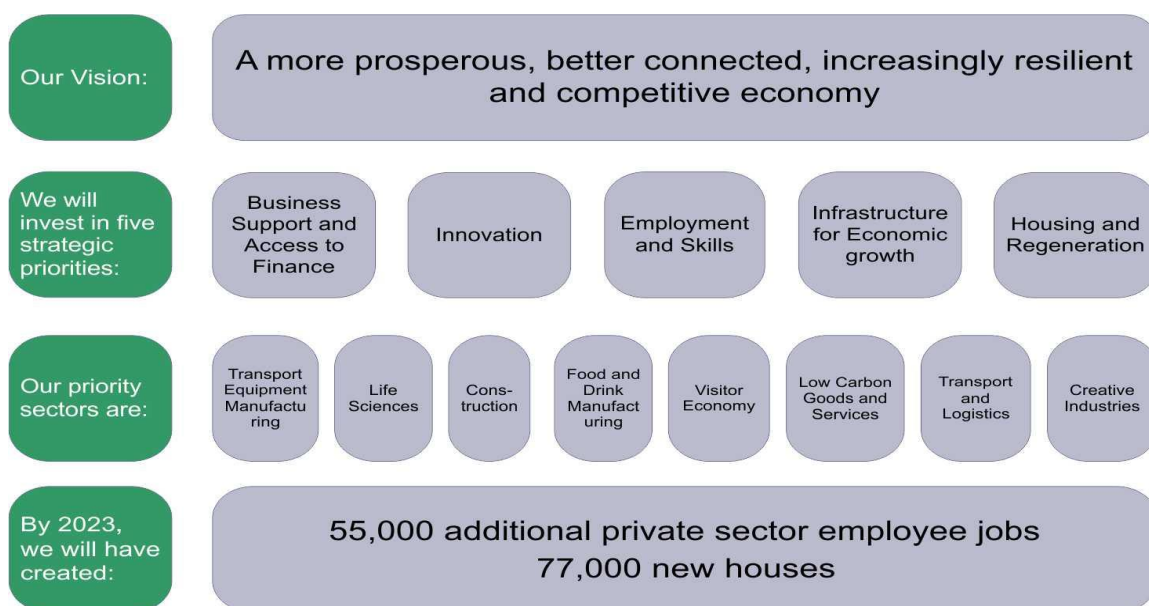 Our Vision:
A more prosperous, better connected, increasingly resilient
and competitive economy
We will
invest in five
strategic
priorities:
Business
Support and
Access to
Finance
Innovation
Employment
and Skills
Infrastructure
for Economic
growth
Housing and
Regeneration
Our priority
sectors are:
Transport
Equipment
Manufactu
ring
Life
Sciences
Cons-
truction
Food and
Drink
Manufact
uring
Visitor
Economy
Low Carbon
Goods and
Services
Transport
and
Logistics
Creative
Industries
By 2023,
we will have
created:
55,000 additional private sector employee jobs
77,000 new houses